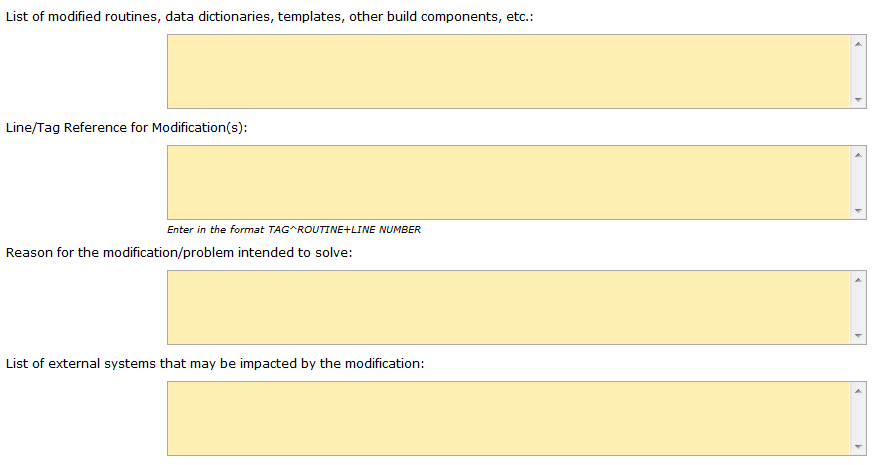 List of modified routines, data dictionaries, templates, other build components, etc.:
Line/Tag Reference for Modification(s):
Enter in the format TAG^ROUTINE+LINE NUMBER
Reason for the modification/problem intended to solve:
List of external systems that may be impacted by the modification: